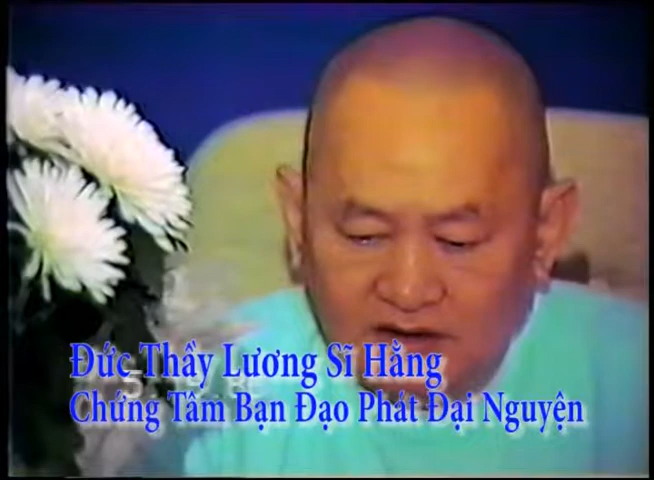 Đức Thầy Lương Sĩ Hằng
Chứng Tâm Bạn Đạo Phát Đại Nguyện